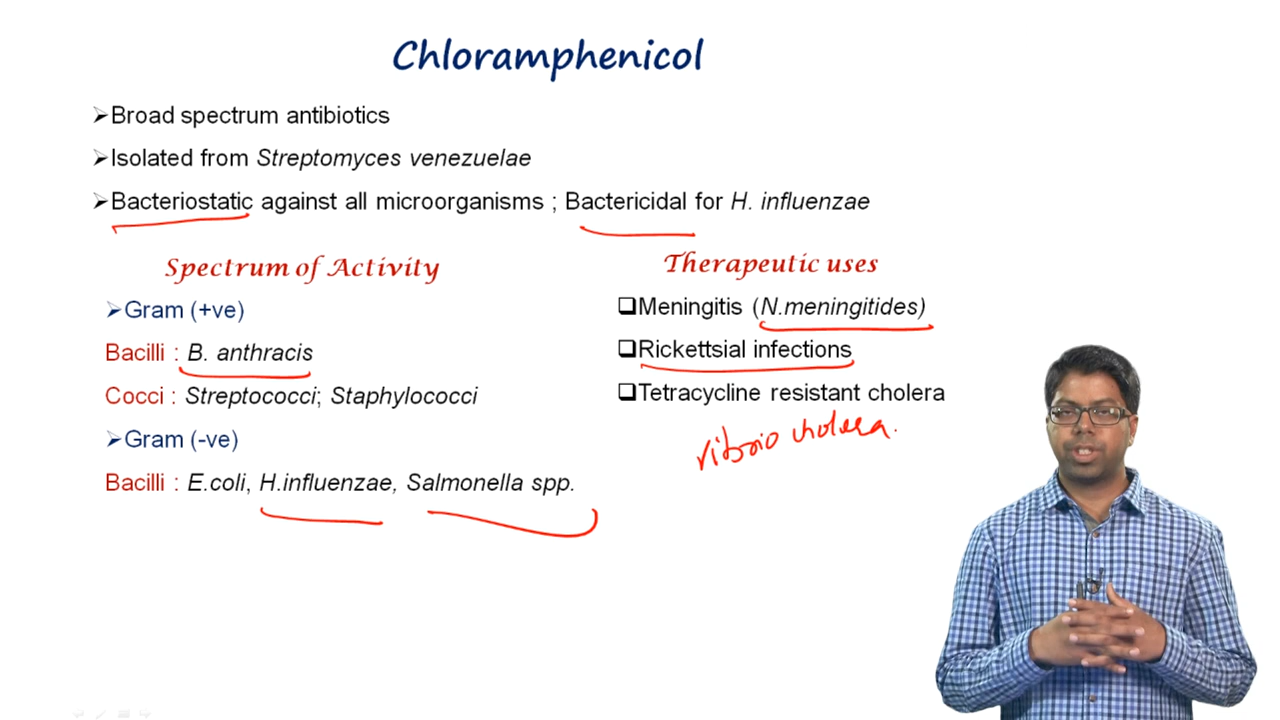 Chloramphenicol
➢Broad spectrum antibiotics
➢Isolated from Streptomyces venezuelae
➢Bacteriostatic against all microorganisms ; Bactericidal for H. influenzae
Spectrum of Activity
➢Gram (+ve)
Bacilli : B. anthracis
Cocci : Streptococci; Staphylococci
➢Gram (-ve)
Bacilli : E.coli, H.influenzae, Salmonella spp.
Therapeutic uses
❑Meningitis (N.meningitides)
❑Rickettsial infections
❑Tetracycline resistant cholera
vibrio cholera.